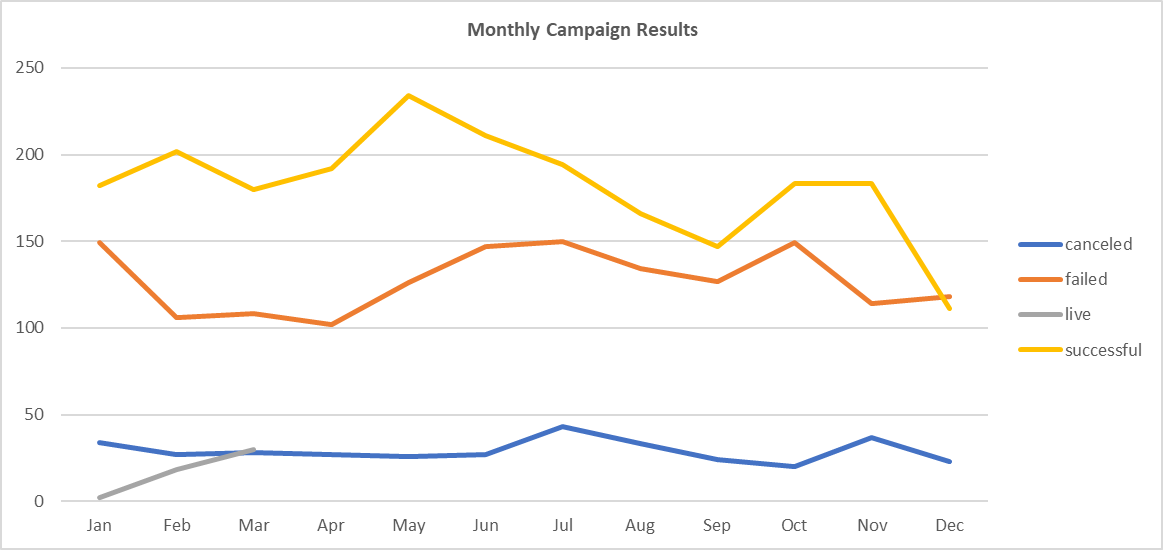 Monthly Campaign Results
250
200
150
100
50
0
Jan Feb Mar Apr May Jun Jul Aug Sep Oct Nov Dec
canceled
failed
live
successful